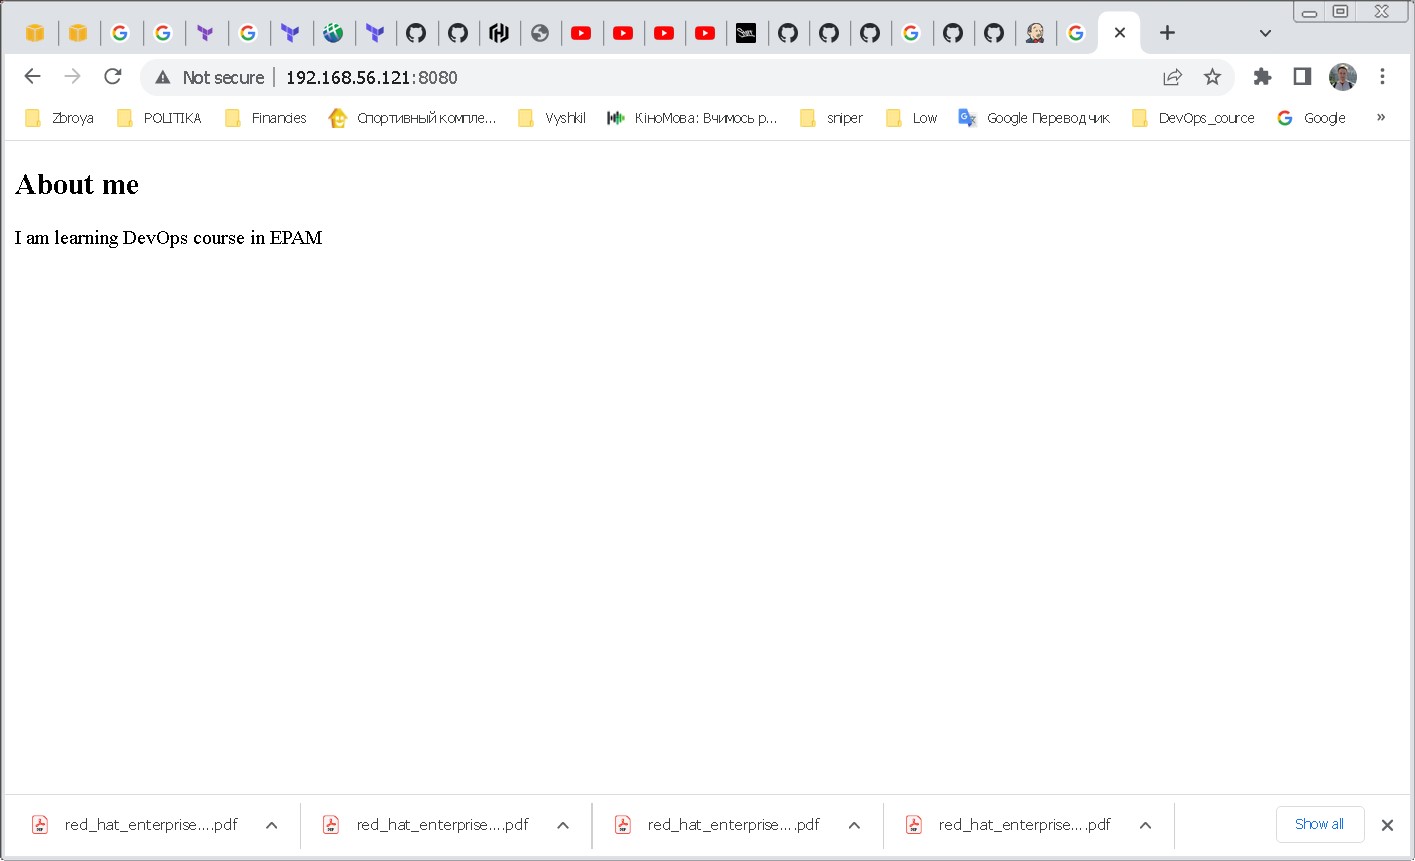 Not secure | 192.168.56.121:8080
Zbroya POLITIKA Financies Спортивный компле... Vyshkil КіноМова: Вчимось р... sniper Low Google Переводчик DevOps_cource Google »
About me
I am learning DevOps course in EPAM
red_hat_enterprise....pdf red_hat_enterprise....pdf red_hat_enterprise....pdf red_hat_enterprise....pdf Show all